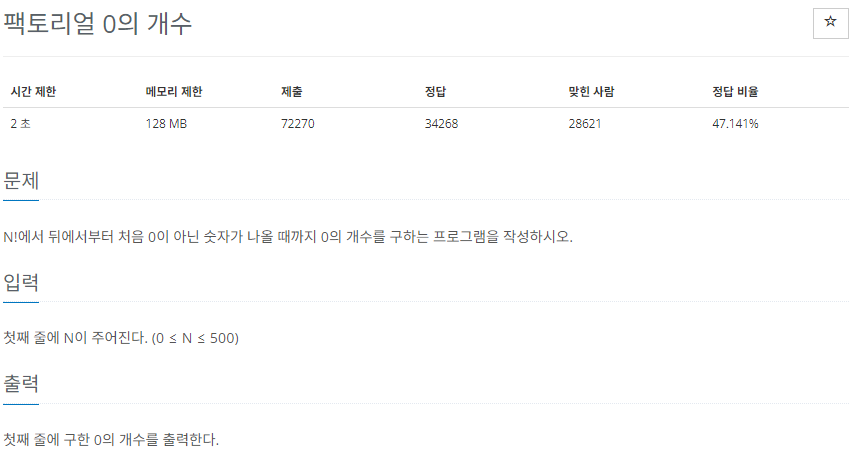 팩토리얼 0의 개수
☆
시간 제한 메모리 제한 제출 정답 맞힌 사람 정답 비율
2 초 128 MB 72270 34268 28621 47.141%
문제
N!에서 뒤에서부터 처음 0이 아닌 숫자가 나올 때까지 0의 개수를 구하는 프로그램을 작성하시오.
입력
첫째 줄에 N이 주어진다. (0 ≤ N ≤ 500)
출력
첫째 줄에 구한 0의 개수를 출력한다.